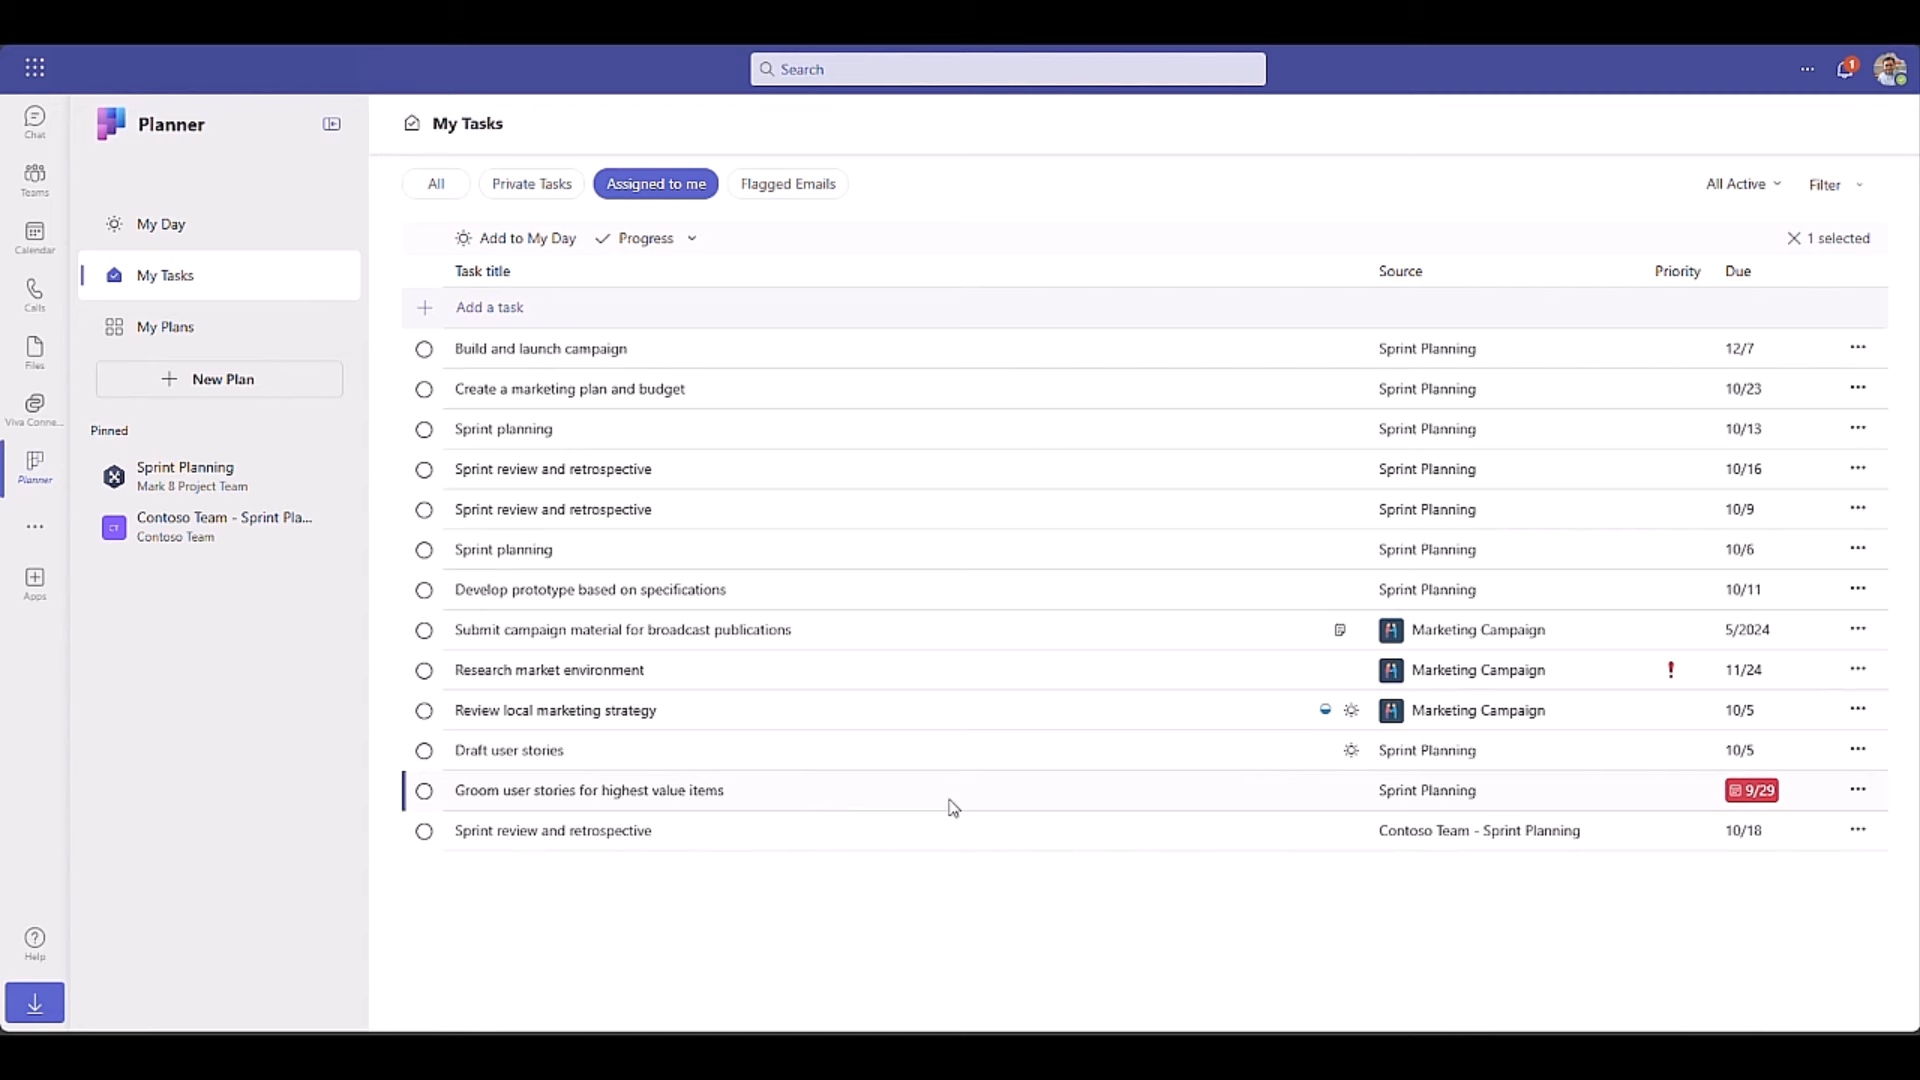 Search
1
Chat
Teams
Calendar
Calls
Files
Viva Conne...
Planner
Apps
Help
Planner
My Day
My Tasks
My Plans
New Plan
Pinned
Sprint Planning
Mark 8 Project Team
CT
Contoso Team - Sprint Pla...
Contoso Team
My Tasks
All Private Tasks Assigned to me Flagged Emails All Active Filter
Add to My Day Progress 1 selected
Task title Source Priority Due
Add a task
Build and launch campaign Sprint Planning 12/7
Create a marketing plan and budget Sprint Planning 10/23
Sprint planning Sprint Planning 10/13
Sprint review and retrospective Sprint Planning 10/16
Sprint review and retrospective Sprint Planning 10/9
Sprint planning Sprint Planning 10/6
Develop prototype based on specifications Sprint Planning 10/11
Submit campaign material for broadcast publications Marketing Campaign 5/2024
Research market environment Marketing Campaign ! 11/24
Review local marketing strategy Marketing Campaign 10/5
Draft user stories Sprint Planning 10/5
Groom user stories for highest value items Sprint Planning 9/29
Sprint review and retrospective Contoso Team - Sprint Planning 10/18